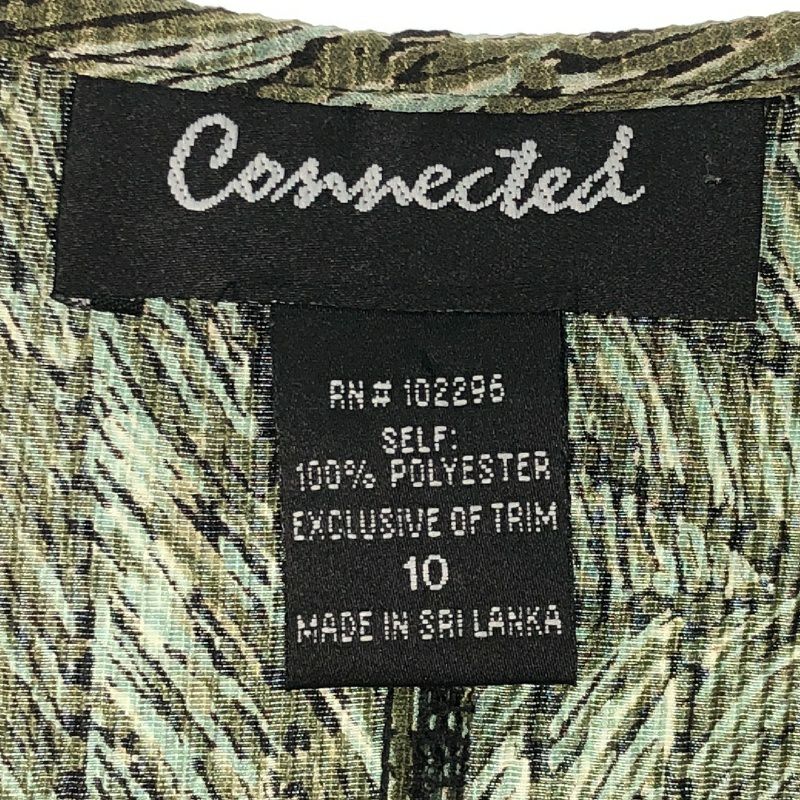 Connected
RN# 102296
SELF:
100% POLYESTER
EXCLUSIVE OF TRIM
10
MADE IN SRI LANKA